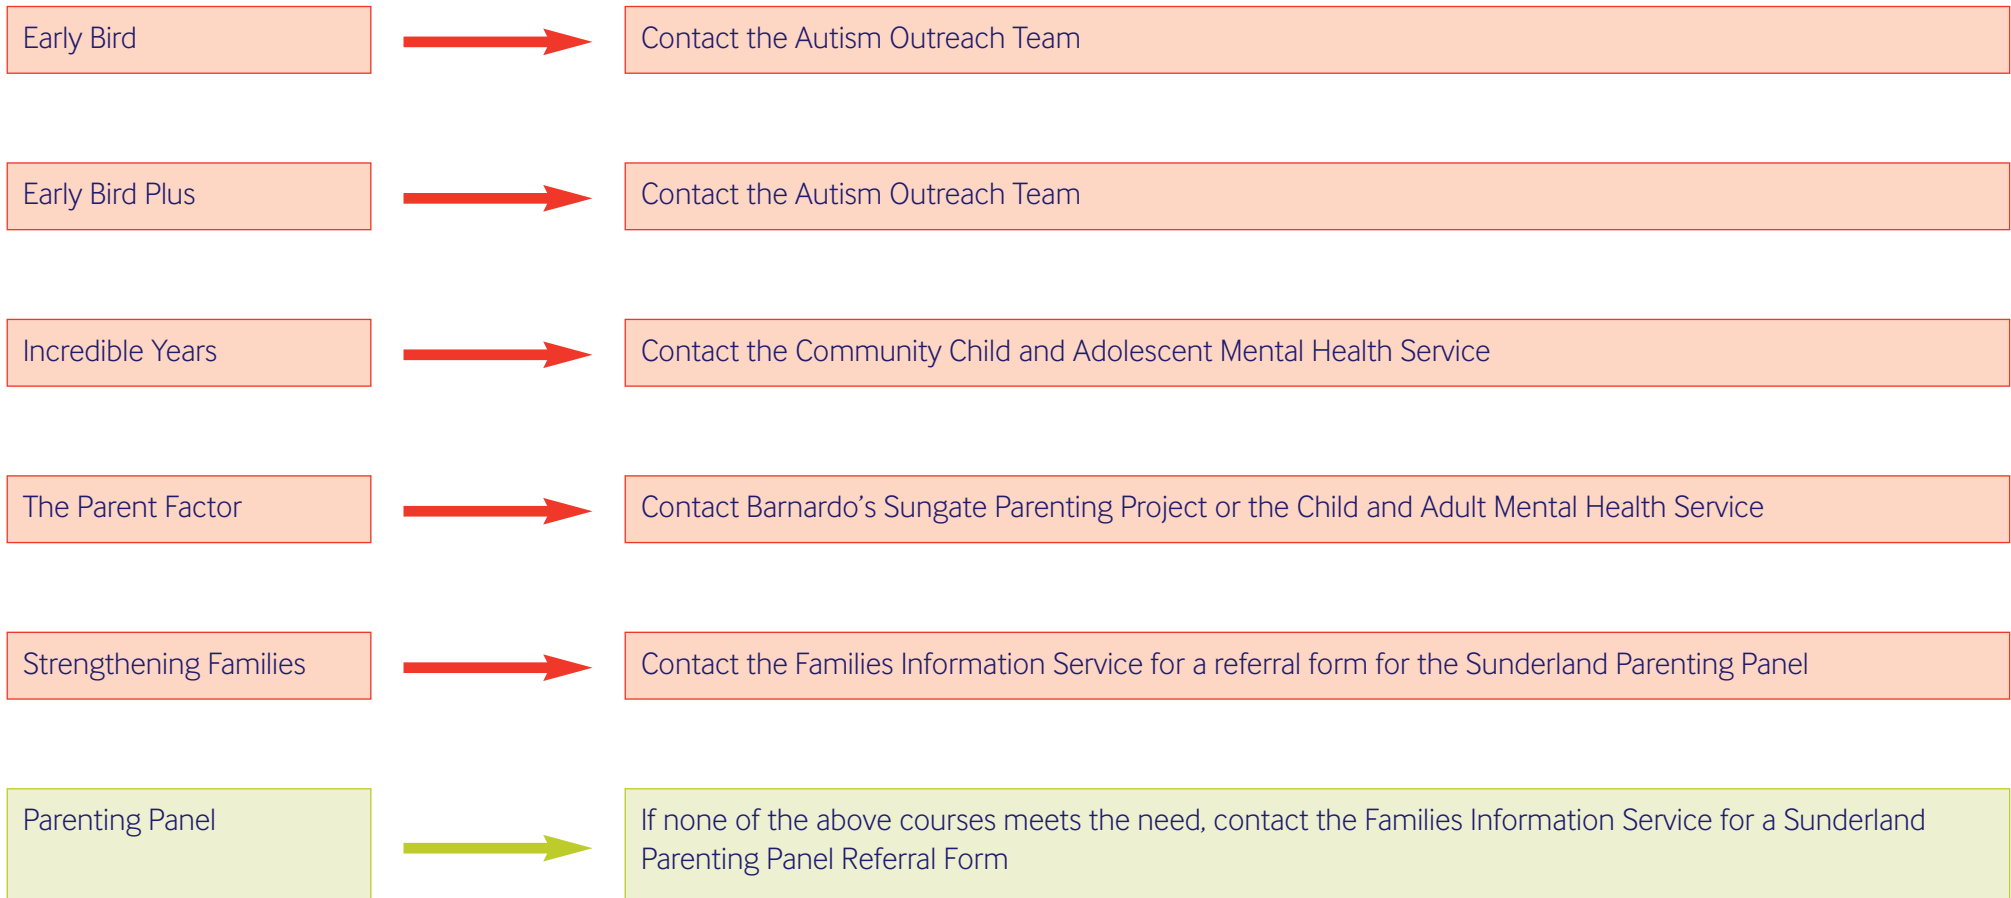 Early Bird
Contact the Autism Outreach Team
Early Bird Plus
Contact the Autism Outreach Team
Incredible Years
Contact the Community Child and Adolescent Mental Health Service
The Parent Factor
Contact Barnardo’s Sungate Parenting Project or the Child and Adult Mental Health Service
Strengthening Families
Contact the Families Information Service for a referral form for the Sunderland Parenting Panel
Parenting Panel
If none of the above courses meets the need, contact the Families Information Service for a Sunderland
Parenting Panel Referral Form